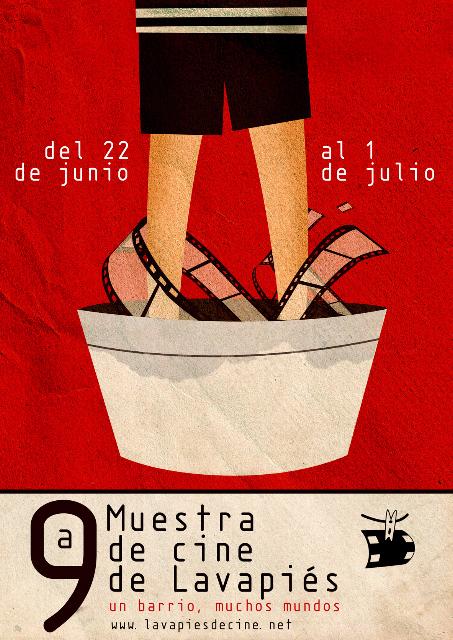 del 22
de junio
al 1
de julio
9ª
Muestra
de cine
de Lavapiés
un barrio, muchos mundos
www.lavapiesdecine.net